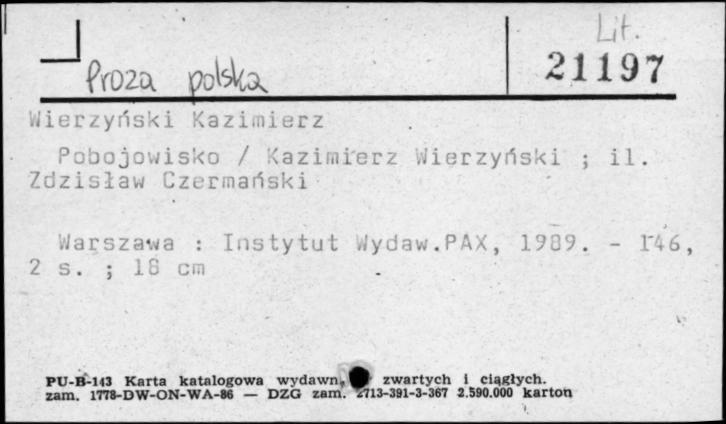 Lit.
Proza polska 21197
Wierzyński Kazimierz
Pobojowisko / Kazimierz Wierzyński ; il.
Zdzisław Czermański
Warszawa : Instytut Wydaw.PAX, 1989. - 146,
2 s. ; 18 cm
PU-B-143 Karta katalogowa wydawn. zwartych i ciągłych.
zam. 1778-DW-ON-WA-86 — DZG zam. 2713-391-3-367 2.590.000 karton